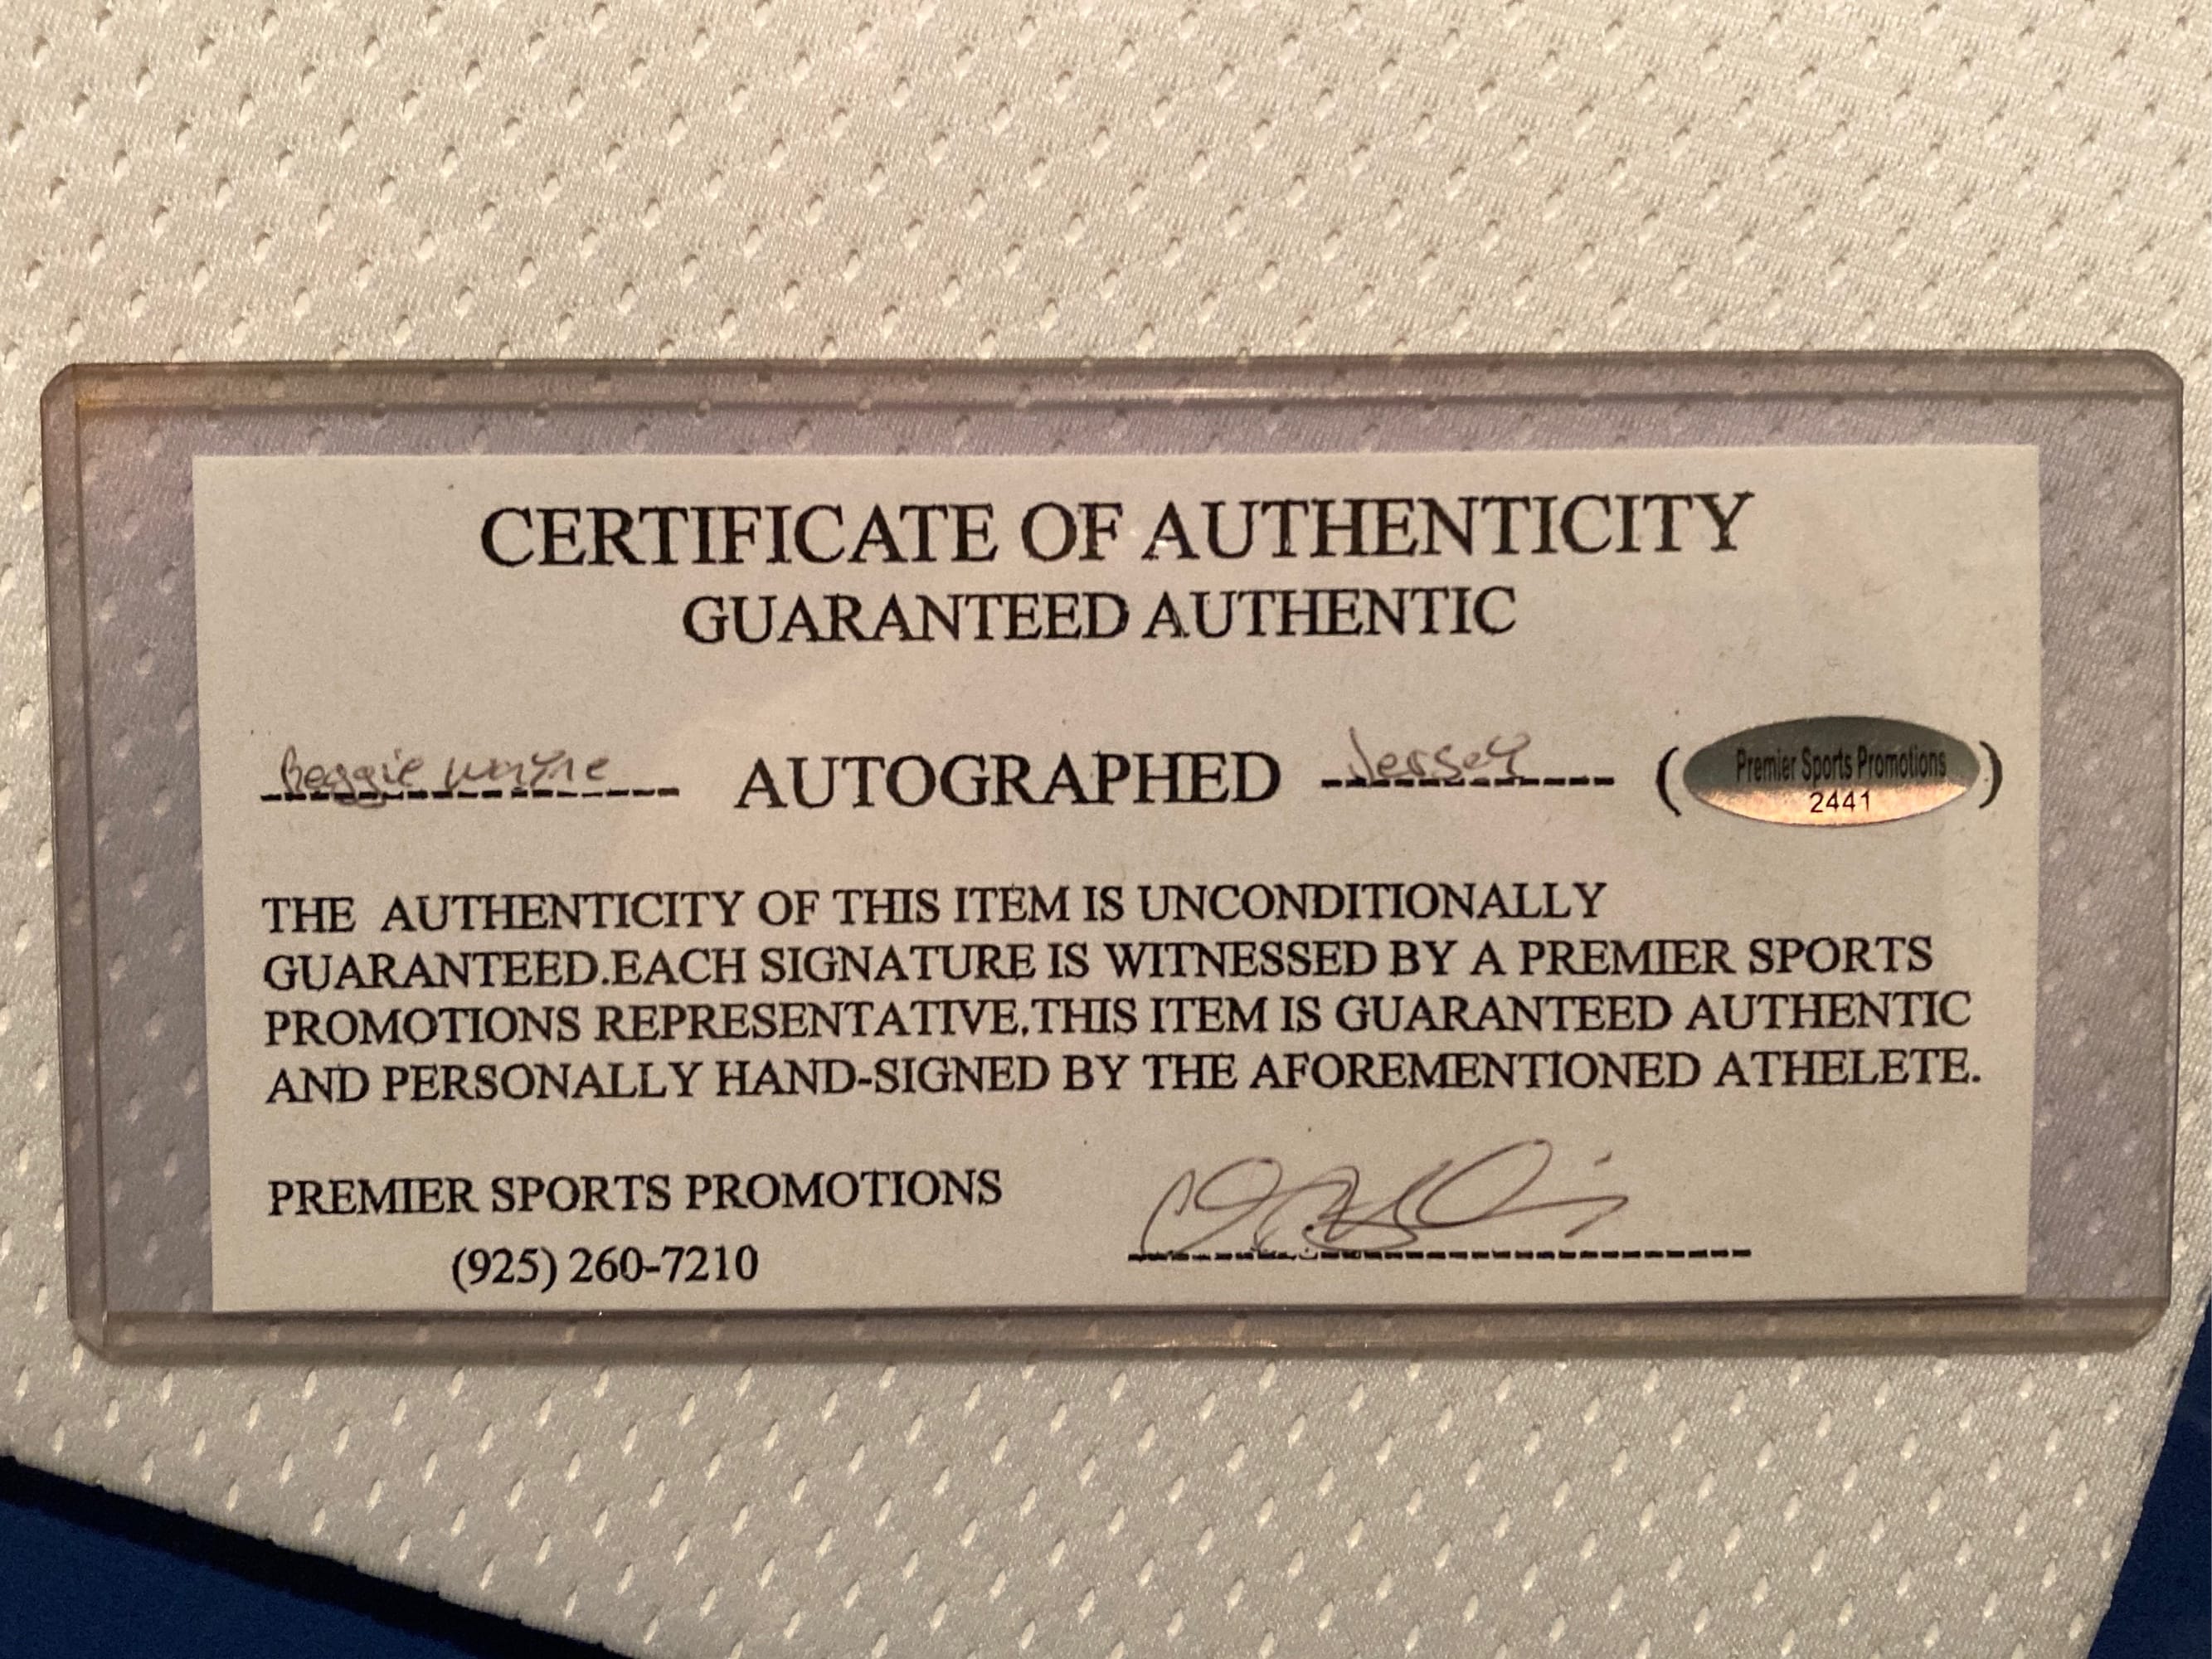 CERTIFICATE OF AUTHENTICITY
GUARANTEED AUTHENTIC
Reggie Wayne AUTOGRAPHED Jersey (Premier Sports Promotions
2441)
THE AUTHENTICITY OF THIS ITEM IS UNCONDITIONALLY
GUARANTEED.EACH SIGNATURE IS WITNESSED BY A PREMIER SPORTS
PROMOTIONS REPRESENTATIVE.THIS ITEM IS GUARANTEED AUTHENTIC
AND PERSONALLY HAND-SIGNED BY THE AFOREMENTIONED ATHELETE.
PREMIER SPORTS PROMOTIONS
(925) 260-7210